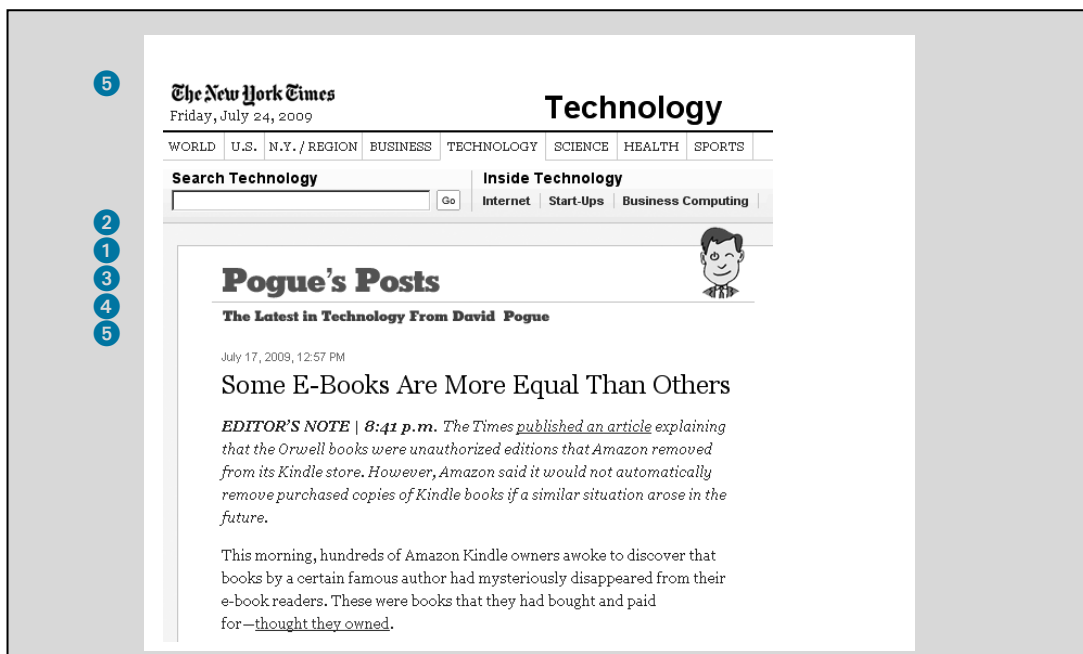 5
The New York Times
Friday, July 24, 2009
Technology
WORLD U.S. N.Y. / REGION BUSINESS TECHNOLOGY SCIENCE HEALTH SPORTS
Search Technology
Inside Technology
Go
Internet Start-Ups Business Computing
2
1
3
4
5
Pogue's Posts
The Latest in Technology From David Pogue
July 17, 2009, 12:57 PM
Some E-Books Are More Equal Than Others
EDITOR'S NOTE | 8:41 p.m. The Times published an article explaining
that the Orwell books were unauthorized editions that Amazon removed
from its Kindle store. However, Amazon said it would not automatically
remove purchased copies of Kindle books if a similar situation arose in the
future.
This morning, hundreds of Amazon Kindle owners awoke to discover that
books by a certain famous author had mysteriously disappeared from their
e-book readers. These were books that they had bought and paid
for—thought they owned.